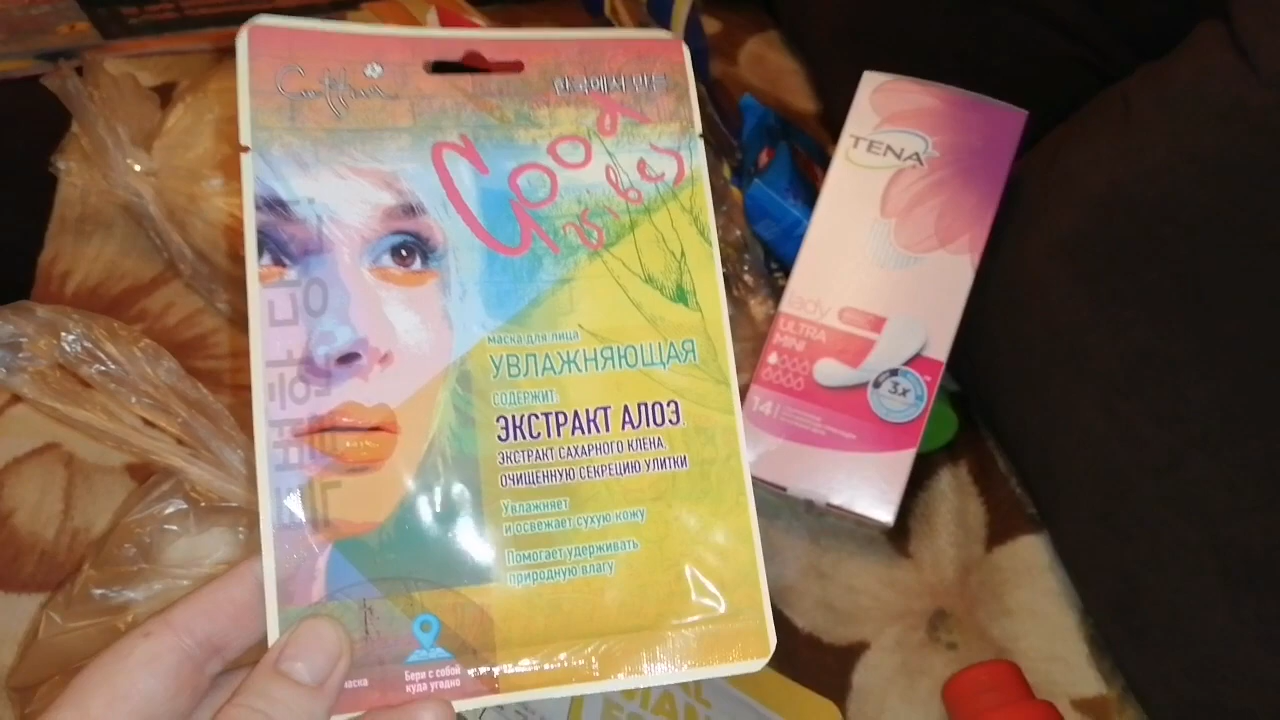 Good
vibes
маска для лица
УВЛАЖНЯЮЩАЯ
СОДЕРЖИТ:
ЭКСТРАКТ АЛОЭ,
ЭКСТРАКТ САХАРНОГО КЛЕНА,
ОЧИЩЕННУЮ СЕКРЕЦИЮ УЛИТКИ
Увлажняет
и освежает сухую кожу
Помогает удерживать
природную влагу
маска
Бери с собой
куда угодно
TENA
lady
ULTRA
MINI
3X
14